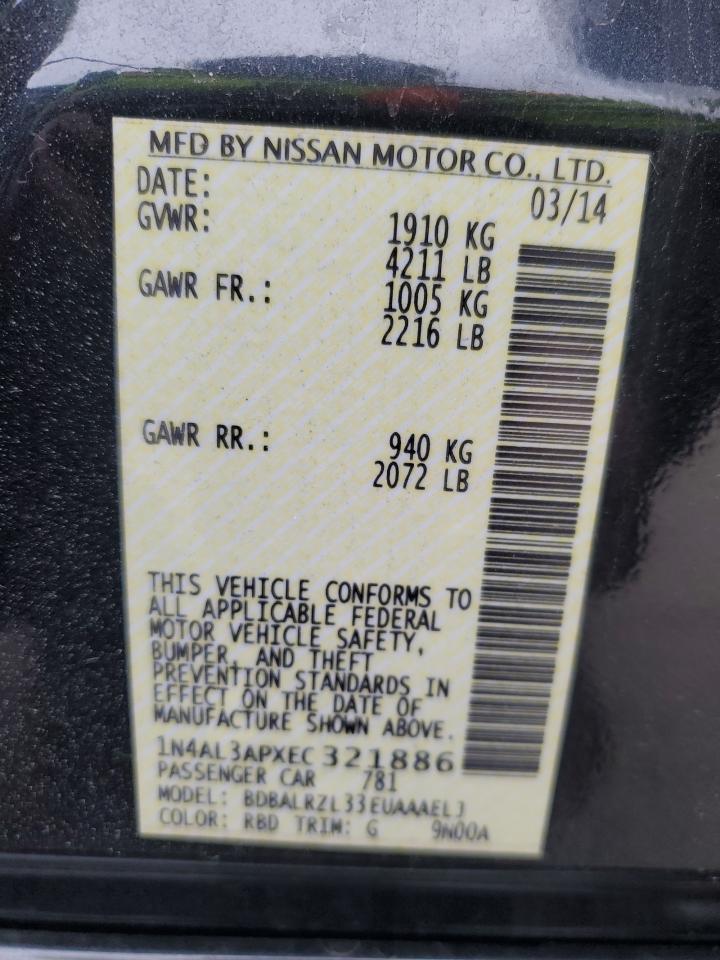 MFD BY NISSAN MOTOR CO., LTD.
DATE: 03/14
GVWR: 1910 KG
4211 LB
GAWR FR.: 1005 KG
2216 LB
GAWR RR.: 940 KG
2072 LB
THIS VEHICLE CONFORMS TO
ALL APPLICABLE FEDERAL
MOTOR VEHICLE SAFETY,
BUMPER, AND THEFT
PREVENTION STANDARDS IN
EFFECT ON THE DATE OF
MANUFACTURE SHOWN ABOVE.
1N4AL3APXEC321886
PASSENGER CAR 781
MODEL: BDBALRZL33EUAAAELJ
COLOR: RBD TRIM: G 9N00A